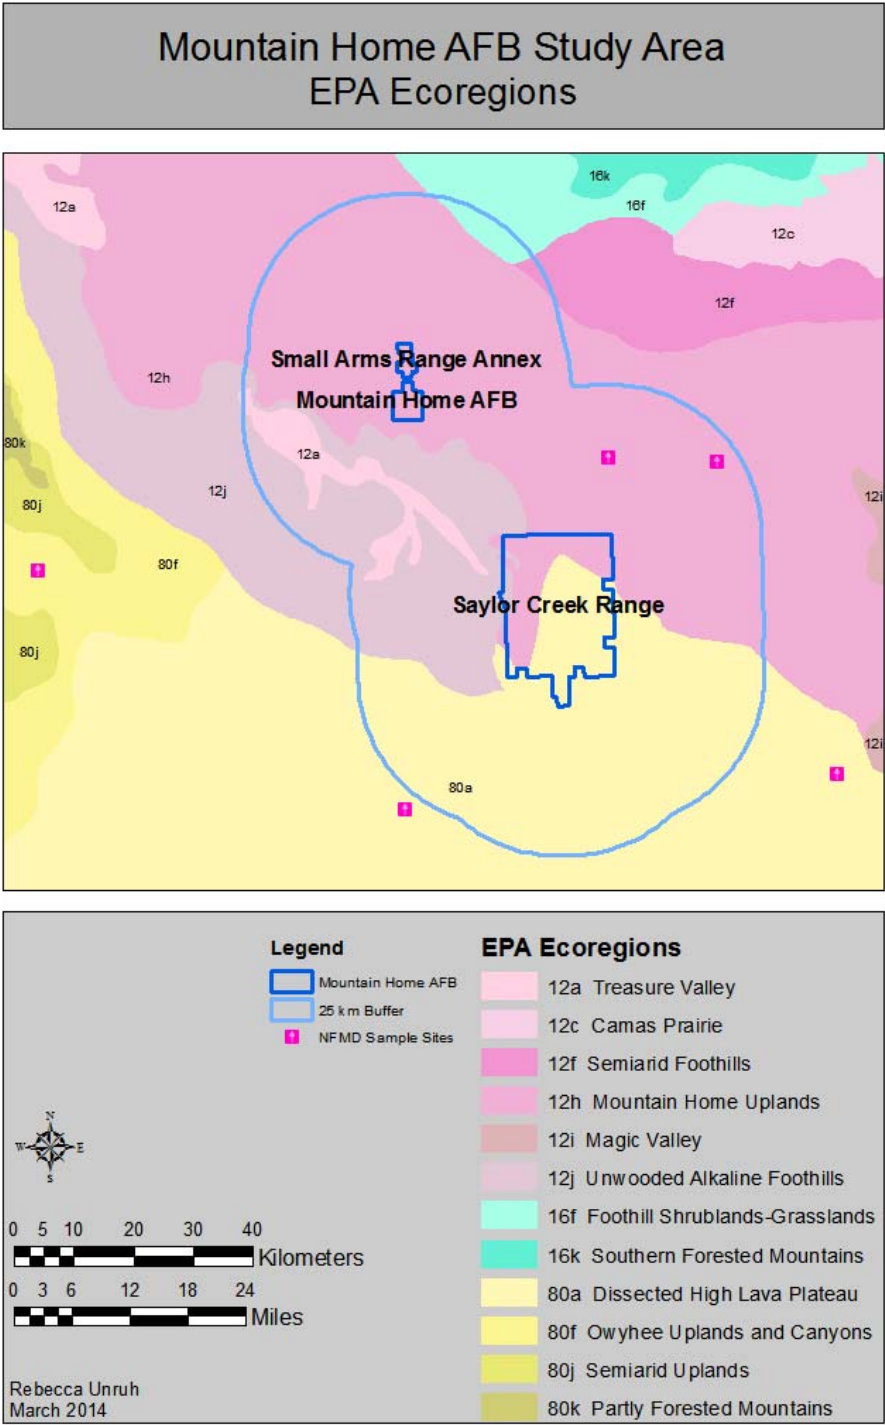 Mountain Home AFB Study Area
EPA Ecoregions
16k
12a
16f
12c
12f
Small Arms Range Annex
12h
Mountain Home AFB
80k
12a
12j
12i
80j
80f
Saylor Creek Range
80j
12i
80a
Legend
Mountain Home AFB
25 km Buffer
NFMD Sample Sites
EPA Ecoregions
12a Treasure Valley
12c Camas Prairie
12f Semiarid Foothills
12h Mountain Home Uplands
12i Magic Valley
12j Unwooded Alkaline Foothills
16f Foothill Shrublands-Grasslands
16k Southern Forested Mountains
80a Dissected High Lava Plateau
80f Owyhee Uplands and Canyons
80j Semiarid Uplands
80k Partly Forested Mountains
N
W E
S
0 5 10 20 30 40
Kilometers
0 3 6 12 18 24
Miles
Rebecca Unruh
March 2014